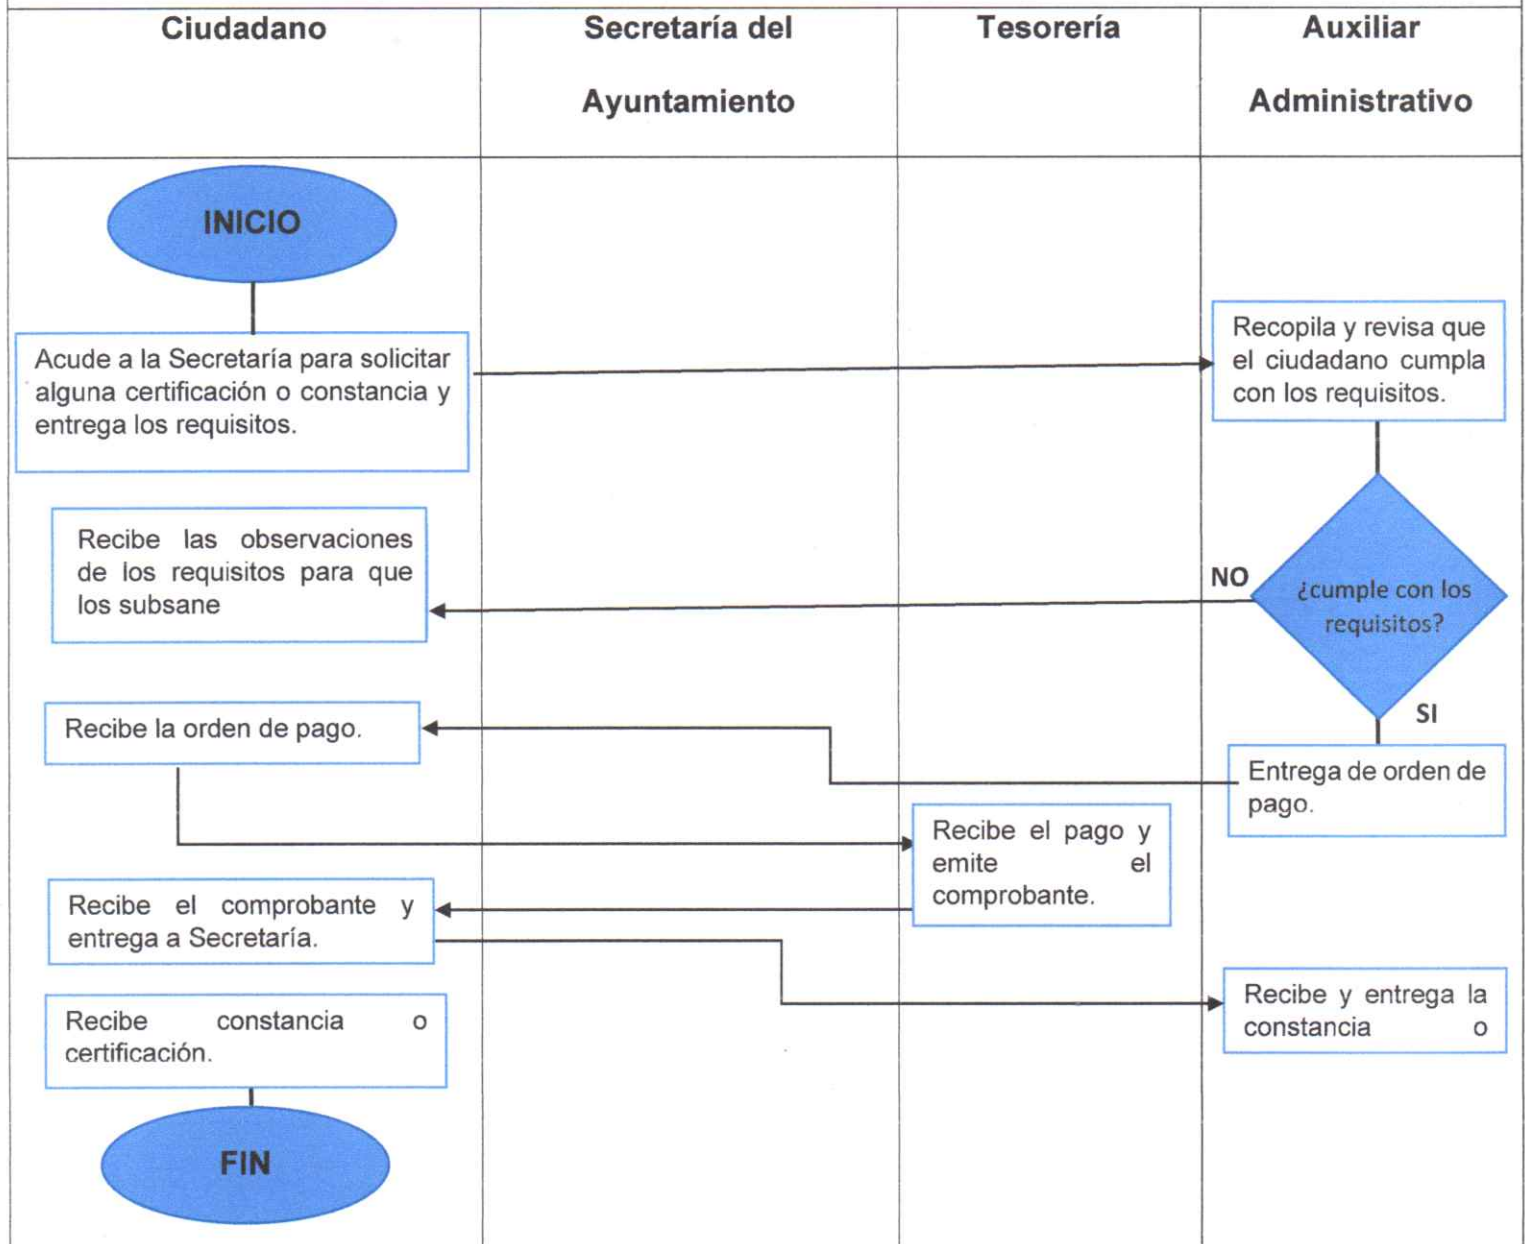 Ciudadano
Secretaría del
Ayuntamiento
Tesorería
Auxiliar
Administrativo
INICIO
Acude a la Secretaría para solicitar
alguna certificación o constancia y
entrega los requisitos.
Recopila y revisa que
el ciudadano cumpla
con los requisitos.
Recibe las observaciones
de los requisitos para que
los subsane
NO
¿cumple con los
requisitos?
SI
Recibe la orden de pago.
Entrega de orden de
pago.
Recibe el pago y
emite el
comprobante.
Recibe el comprobante y
entrega a Secretaría.
Recibe y entrega la
constancia o
Recibe constancia o
certificación.
FIN